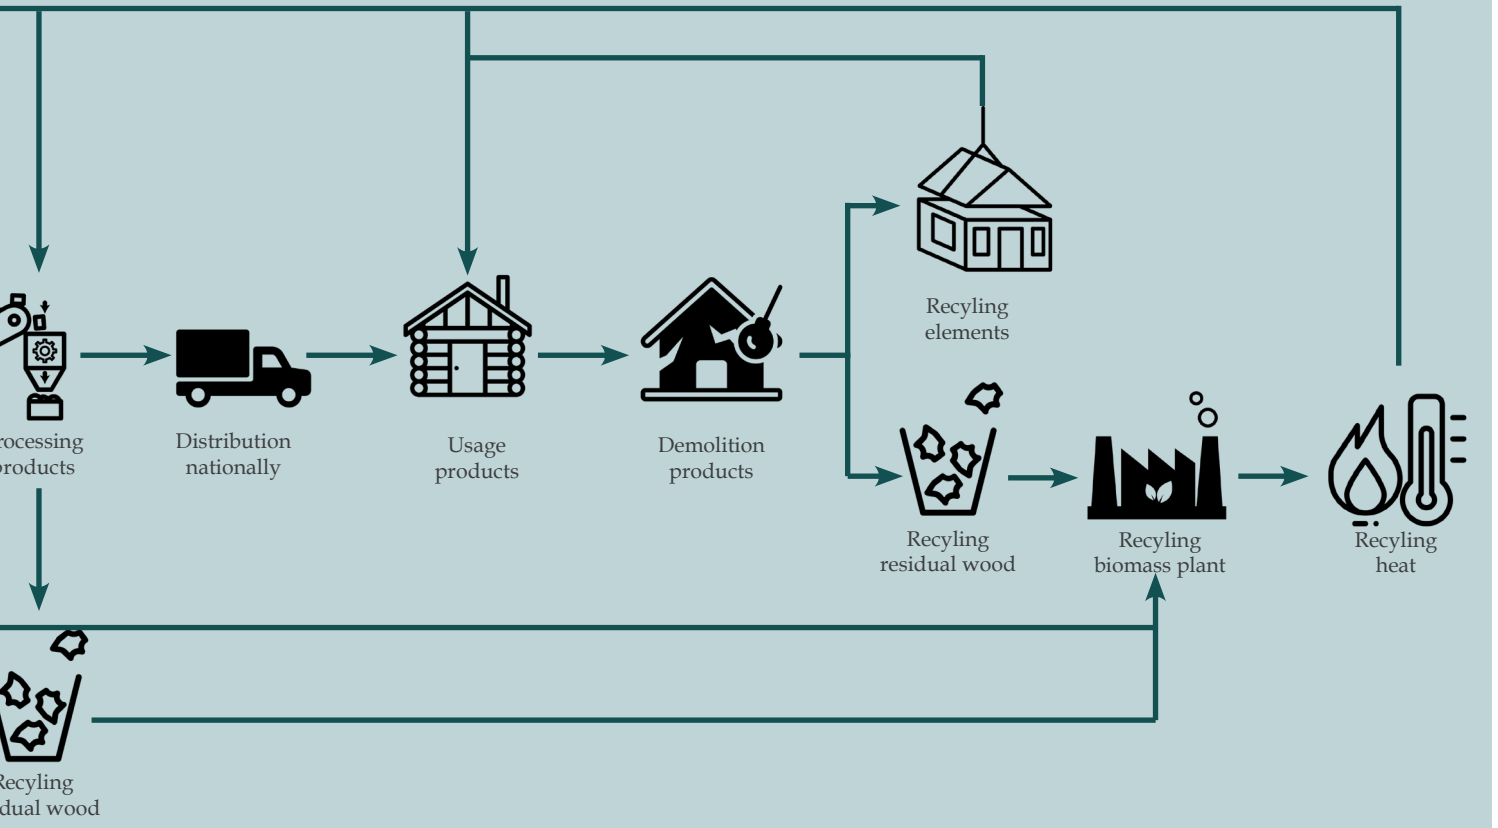 Recyling
elements
rocessing
products
Distribution
nationally
Usage
products
Demolition
products
Recyling
residual wood
Recyling
biomass plant
Recyling
heat
Recyling
dual wood